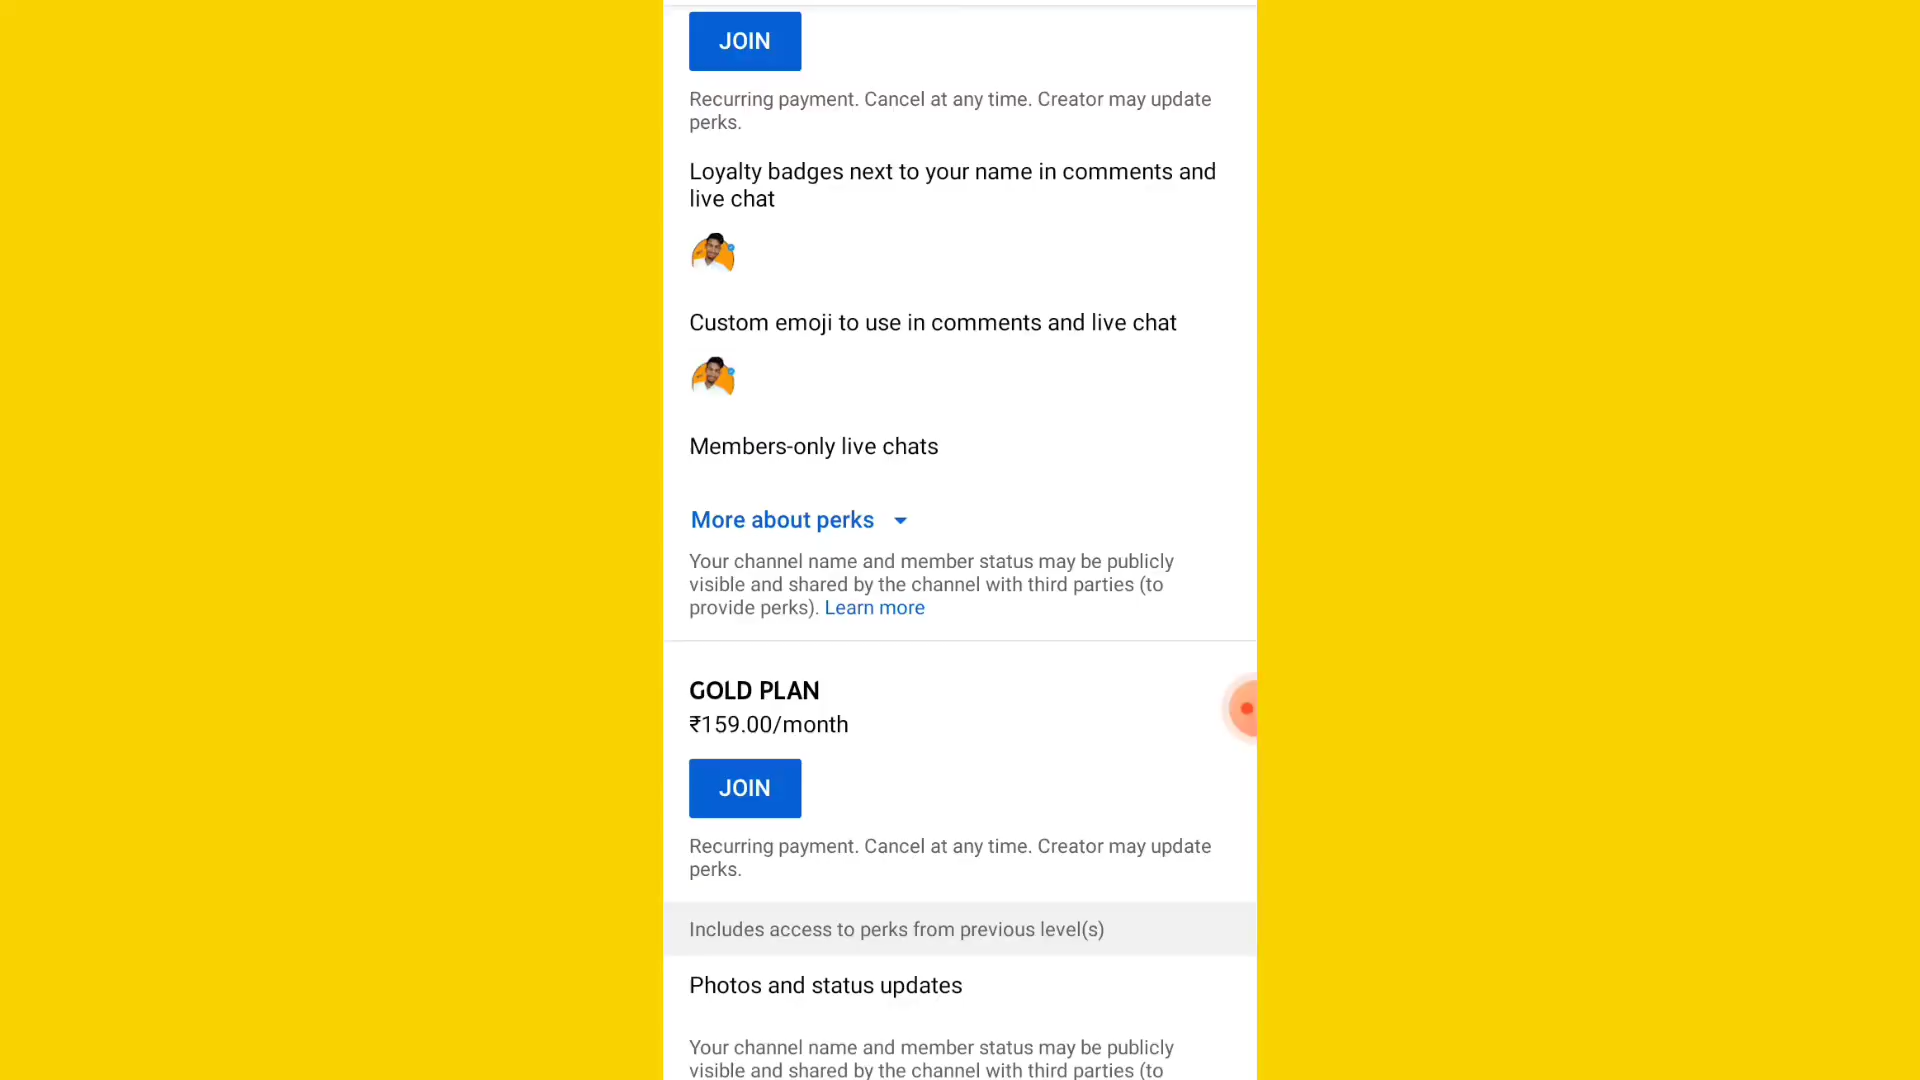 JOIN
Recurring payment. Cancel at any time. Creator may update
perks.
Loyalty badges next to your name in comments and
live chat
Custom emoji to use in comments and live chat
Members-only live chats
More about perks
Your channel name and member status may be publicly
visible and shared by the channel with third parties (to
provide perks). Learn more
GOLD PLAN
₹159.00/month
JOIN
Recurring payment. Cancel at any time. Creator may update
perks.
Includes access to perks from previous level(s)
Photos and status updates
Your channel name and member status may be publicly
visible and shared by the channel with third parties (to